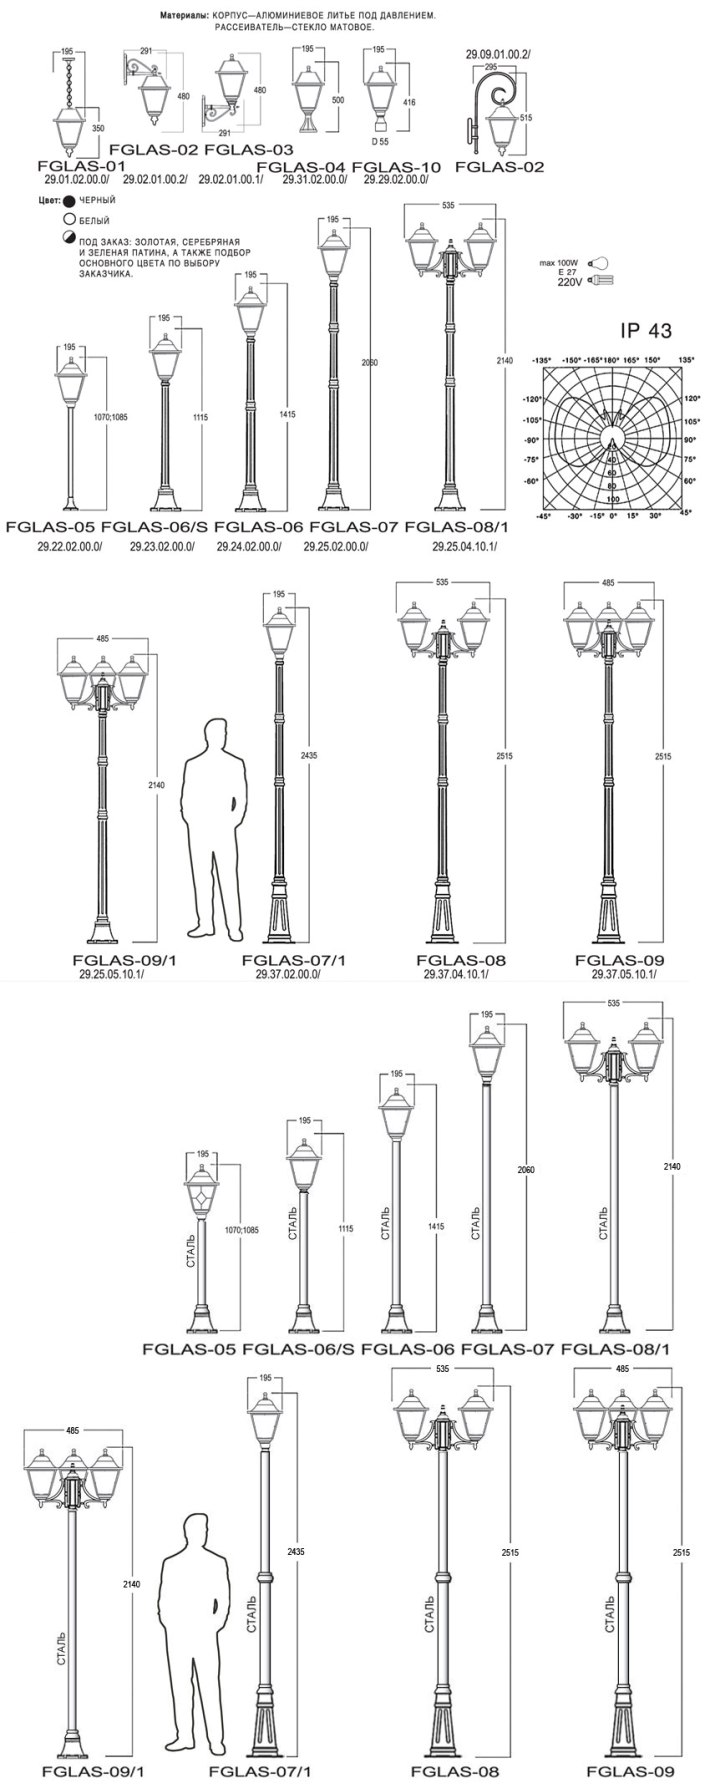 Материалы: КОРПУС—АЛЮМИНИЕВОЕ ЛИТЬЕ ПОД ДАВЛЕНИЕМ.
РАССЕИВАТЕЛЬ—СТЕКЛО МАТОВОЕ.
195 291 195 195 29.09.01.00.2/
295
350 480 480 500 416 515
291 D 55
FGLAS-01 FGLAS-02 FGLAS-03 FGLAS-04 FGLAS-10 FGLAS-02
29.01.02.00.0/ 29.02.01.00.2/ 29.02.01.00.1/ 29.31.02.00.0/ 29.29.02.00.0/
Цвет: ЧЕРНЫЙ
БЕЛЫЙ
ПОД ЗАКАЗ: ЗОЛОТАЯ, СЕРЕБРЯНАЯ
И ЗЕЛЕНАЯ ПАТИНА, А ТАКЖЕ ПОДБОР
ОСНОВНОГО ЦВЕТА ПО ВЫБОРУ
ЗАКАЗЧИКА.
max 100W
E 27
220V
IP 43
195 195 195 195 535
1070;1085 1115 1415 2060 2140
-135° -150° -165° 180° 165° 150° 135°
-120° 120°
-105° 105°
-90° 90°
-75° 75°
-60° 60°
-45° -30° -15° 0° 15° 30° 45°
20
40
60
80
100
FGLAS-05 FGLAS-06/S FGLAS-06 FGLAS-07 FGLAS-08/1
29.22.02.00.0/ 29.23.02.00.0/ 29.24.02.00.0/ 29.25.02.00.0/ 29.25.04.10.1/
485 195 535 485
2140 2435 2515 2515
FGLAS-09/1 FGLAS-07/1 FGLAS-08 FGLAS-09
29.25.05.10.1/ 29.37.02.00.0/ 29.37.04.10.1/ 29.37.05.10.1/
195 195 195 195 535
1070;1085 1115 1415 2060 2140
СТАЛЬ СТАЛЬ СТАЛЬ СТАЛЬ СТАЛЬ
FGLAS-05 FGLAS-06/S FGLAS-06 FGLAS-07 FGLAS-08/1
485 195 535 485
2140 2435 2515 2515
СТАЛЬ СТАЛЬ СТАЛЬ СТАЛЬ
FGLAS-09/1 FGLAS-07/1 FGLAS-08 FGLAS-09